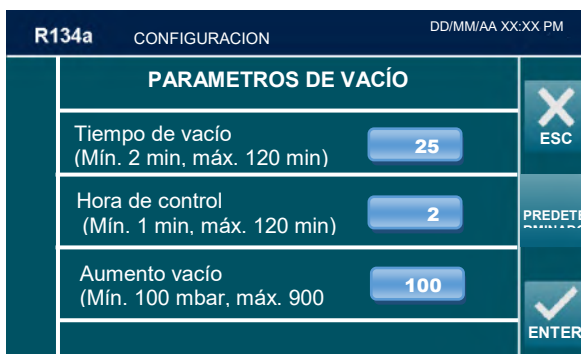 R134a CONFIGURACION DD/MM/AA XX:XX PM
PARAMETROS DE VACÍO
Tiempo de vacío
(Mín. 2 min, máx. 120 min)
25
ESC
Hora de control
(Mín. 1 min, máx. 120 min)
2
PREDETE
RMINADO
Aumento vacío
(Mín. 100 mbar, máx. 900
100
ENTER